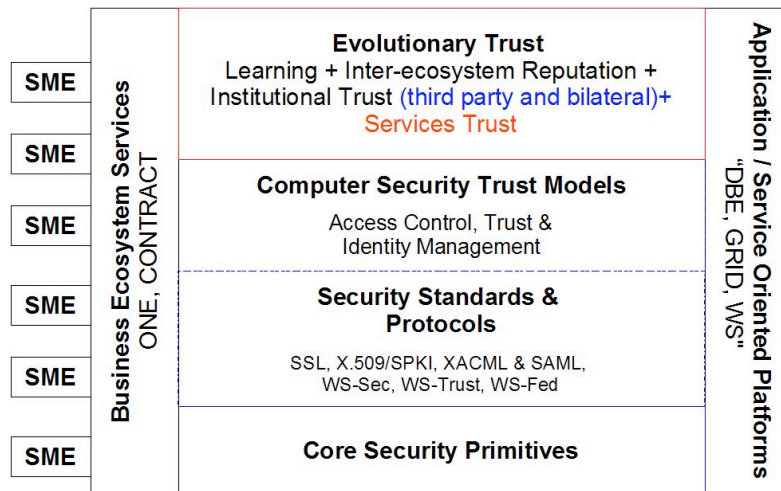 SME
SME
SME
SME
SME
SME
Business Ecosystem Services
ONE, CONTRACT
Evolutionary Trust
Learning + Inter-ecosystem Reputation +
Institutional Trust (third party and bilateral)+
Services Trust
Computer Security Trust Models
Access Control, Trust &
Identity Management
Security Standards &
Protocols
SSL, X.509/SPKI, XACML & SAML,
WS-Sec, WS-Trust, WS-Fed
Core Security Primitives
Application / Service Oriented Platforms
“DBE, GRID, WS"